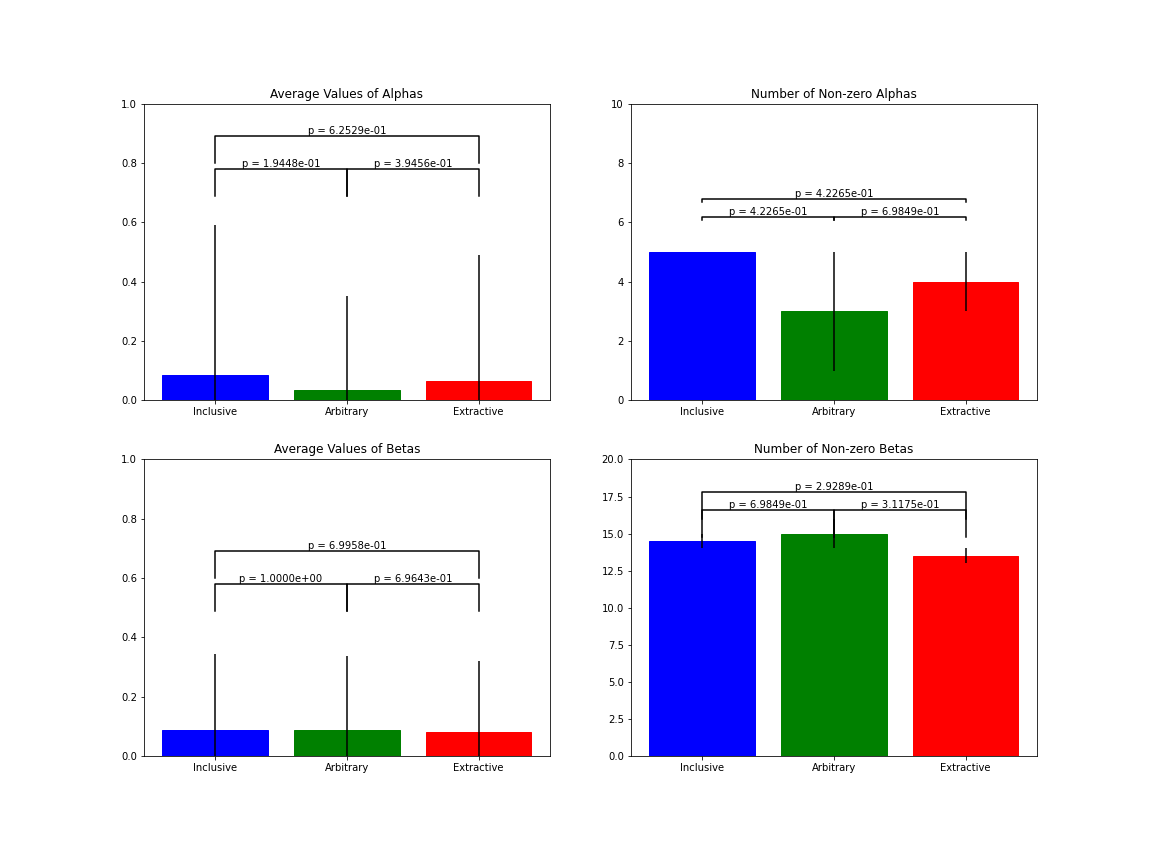 Average Values of Alphas
1.0
0.8
0.6
0.4
0.2
0.0
p = 6.2529e-01
p = 1.9448e-01 p = 3.9456e-01
Inclusive Arbitrary Extractive
Number of Non-zero Alphas
10
8
6
4
2
0
p = 4.2265e-01
p = 4.2265e-01 p = 6.9849e-01
Inclusive Arbitrary Extractive
Average Values of Betas
1.0
0.8
0.6
0.4
0.2
0.0
p = 6.9958e-01
p = 1.0000e+00 p = 6.9643e-01
Inclusive Arbitrary Extractive
Number of Non-zero Betas
20.0
17.5
15.0
12.5
10.0
7.5
5.0
2.5
0.0
p = 2.9289e-01
p = 6.9849e-01 p = 3.1175e-01
Inclusive Arbitrary Extractive